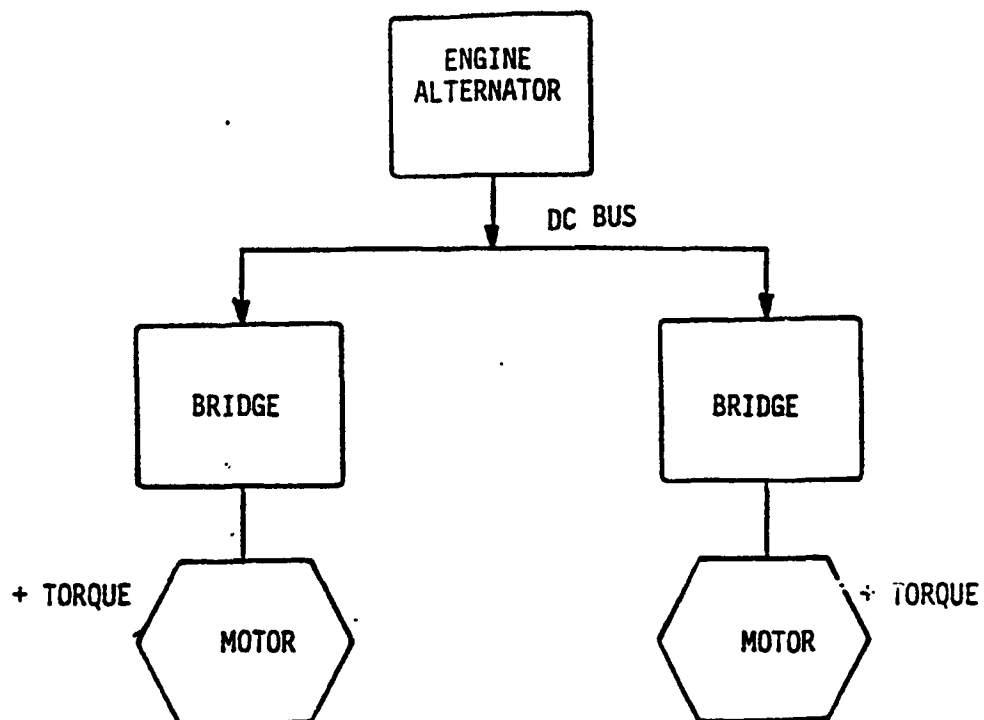 ENGINE
ALTERNATOR
DC BUS
BRIDGE
BRIDGE
+ TORQUE
+ TORQUE
MOTOR
MOTOR